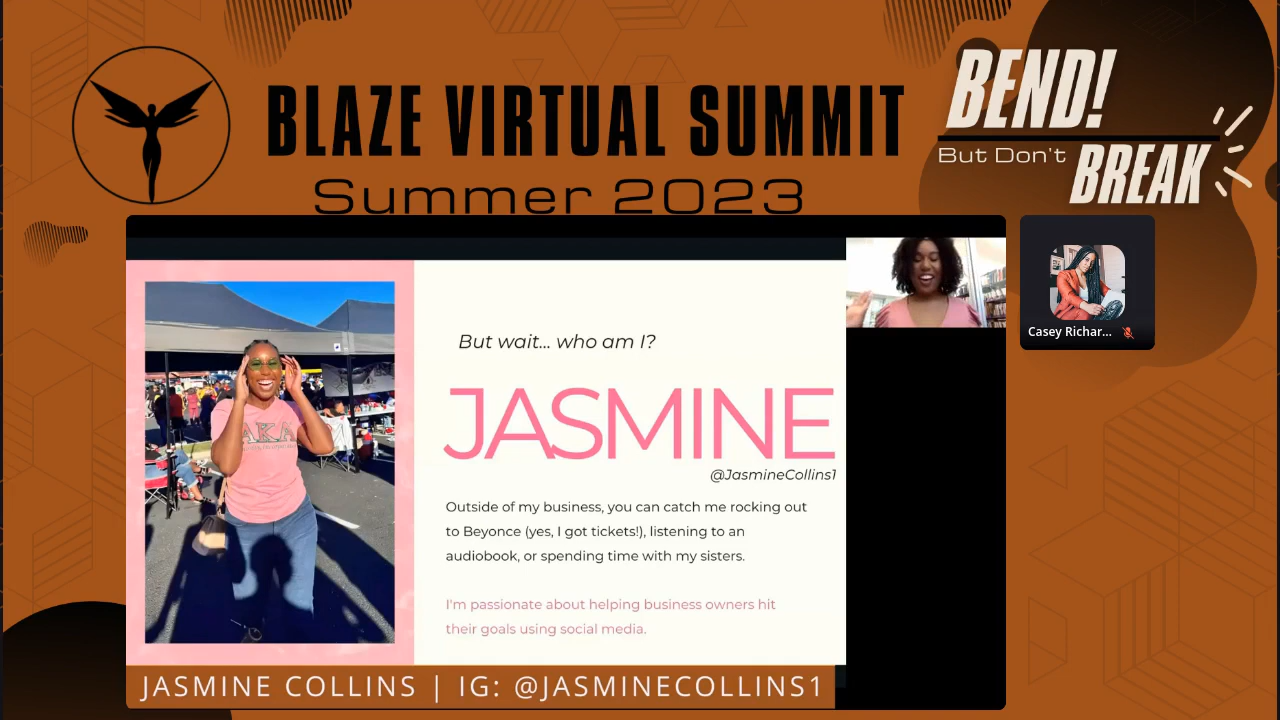 BLAZE VIRTUAL SUMMIT
Summer 2023
BEND!
But Don't
BREAK
But wait... who am I?
JASMINE
@JasmineCollins1
Outside of my business, you can catch me rocking out
to Beyonce (yes, I got tickets!), listening to an
audiobook, or spending time with my sisters.
I'm passionate about helping business owners hit
their goals using social media.
AKA
Casey Richar...
JASMINE COLLINS | IG: @JASMINECOLLINS1